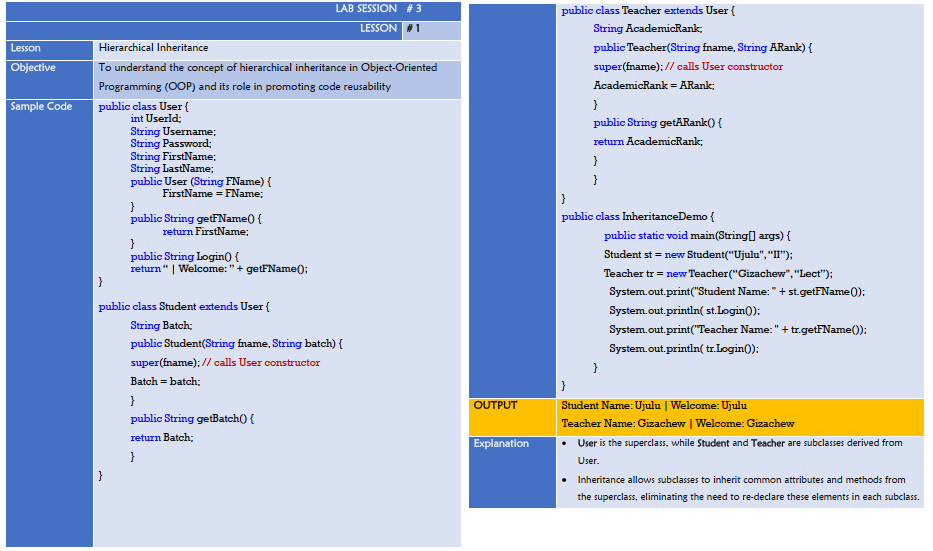 LAB SESSION # 3
LESSON # 1
Lesson Hierarchical Inheritance
Objective To understand the concept of hierarchical inheritance in Object-Oriented
Programming (OOP) and its role in promoting code reusability
Sample Code public class User {
int UserId;
String Username;
String Password;
String FirstName;
String LastName;
public User (String FName) {
FirstName = FName;
}
public String getFName() {
return FirstName;
}
public String Login() {
return “ | Welcome: ” + getFName();
}
public class Student extends User {
String Batch;
public Student(String fname, String batch) {
super(fname); // calls User constructor
Batch = batch;
}
public String getBatch() {
return Batch;
}
}
public class Teacher extends User {
String AcademicRank;
public Teacher(String fname, String ARank) {
super(fname); // calls User constructor
AcademicRank = ARank;
}
public String getARank() {
return AcademicRank;
}
}
}
public class InheritanceDemo {
public static void main(String[] args) {
Student st = new Student(“Ujulu”, “II”);
Teacher tr = new Teacher(“Gizachew”, “Lect”);
System.out.print("Student Name: " + st.getFName());
System.out.println( st.Login());
System.out.print("Teacher Name: " + tr.getFName());
System.out.println( tr.Login());
}
}
OUTPUT Student Name: Ujulu | Welcome: Ujulu
Teacher Name: Gizachew | Welcome: Gizachew
Explanation • User is the superclass, while Student and Teacher are subclasses derived from
User.
• Inheritance allows subclasses to inherit common attributes and methods from
the superclass, eliminating the need to re-declare these elements in each subclass.